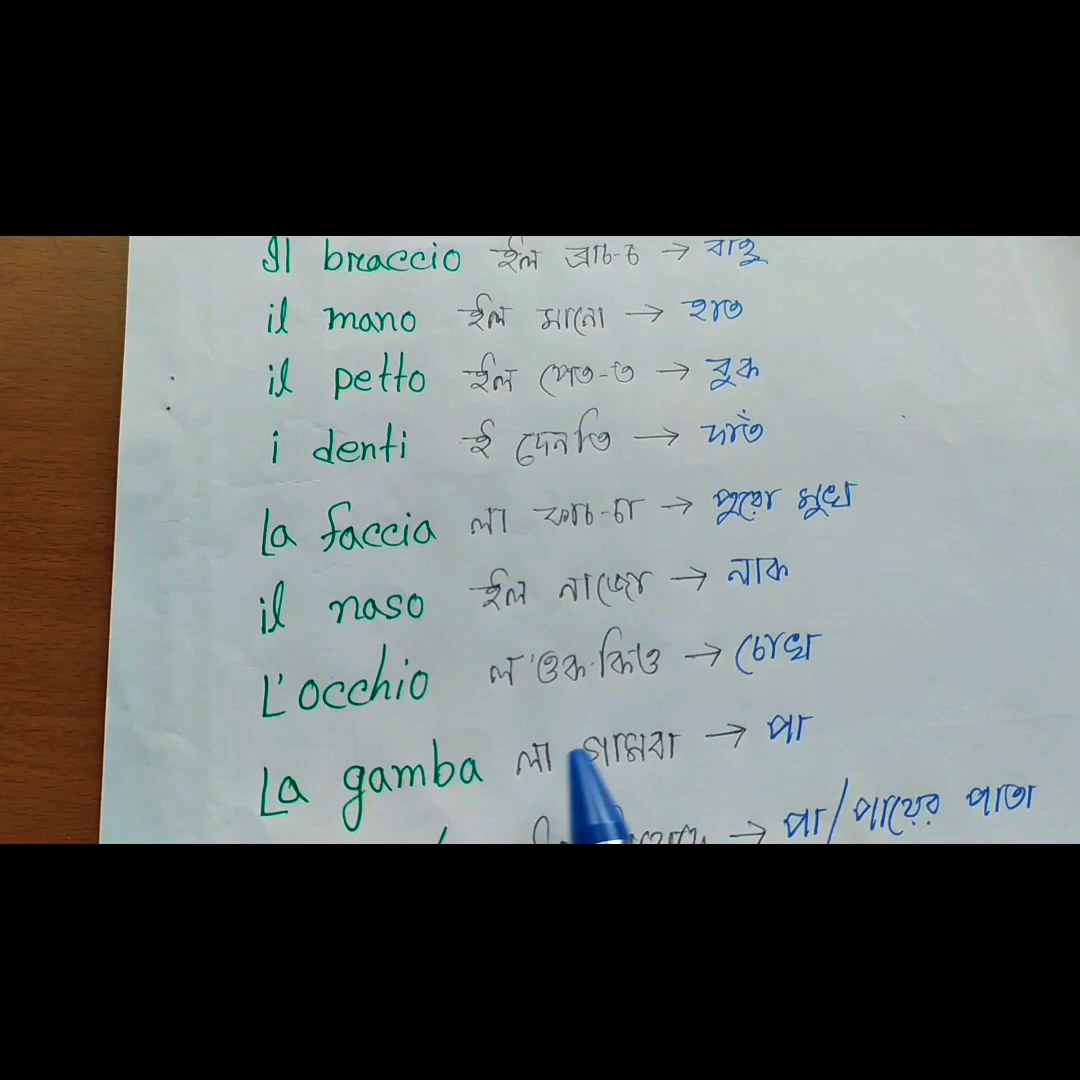 Il braccio ইল ব্রাচ-চ → বাহু
il mano ইল মানো → হাত
il petto ইল পেত-ত → বুক
i denti ই দেনতি → দাঁত
La faccia লা ফাচ-চা → পুরো মুখ
il naso ইল নাজো → নাক
L'occhio ল'ওক-কিও → চোখ
La gamba লা গামবা → পা
→ পা/পায়ের পাতা